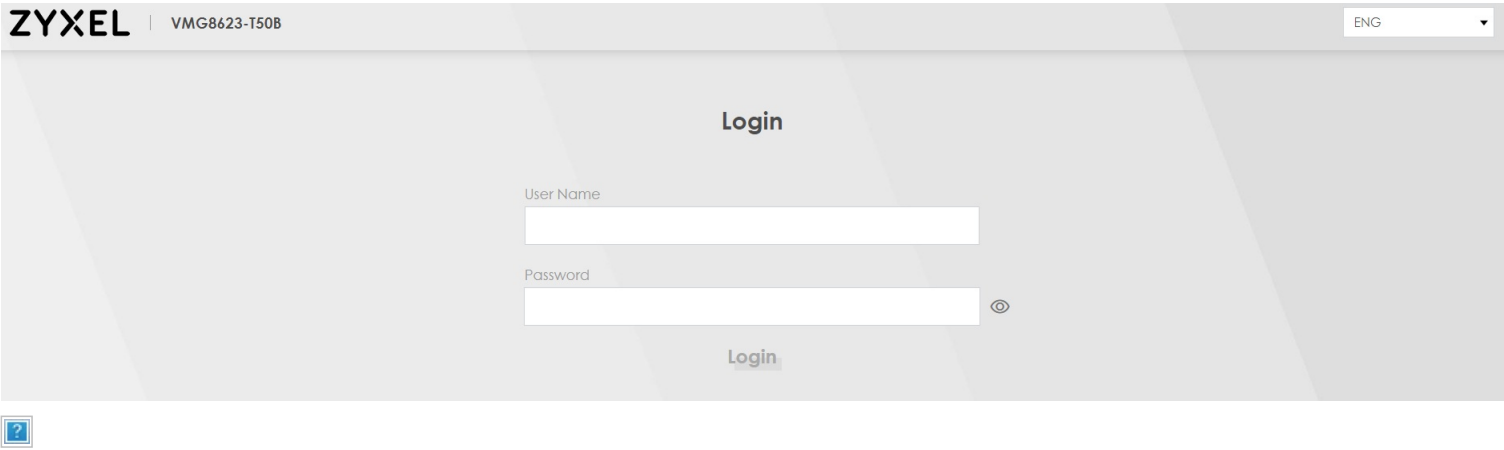 ZYXEL VMG8623-T50B ENG
Login
User Name
Password
Login
?